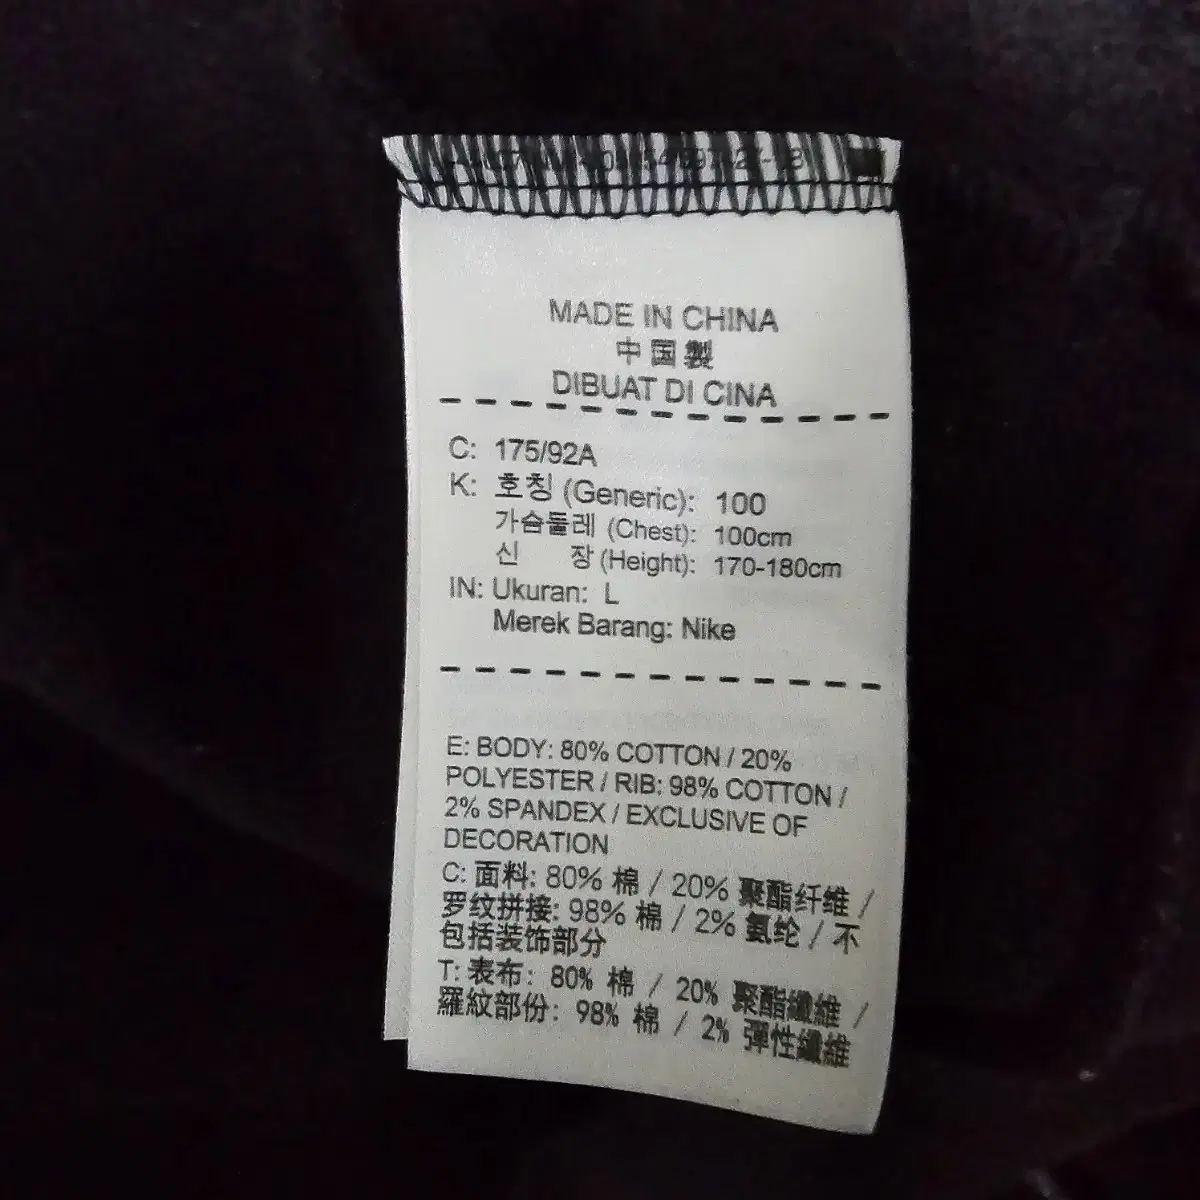 MADE IN CHINA
中国製
DIBUAT DI CINA
C: 175/92A
K: 호칭 (Generic): 100
가슴둘레 (Chest): 100cm
신 장 (Height): 170-180cm
IN: Ukuran: L
Merek Barang: Nike
E: BODY: 80% COTTON / 20%
POLYESTER / RIB: 98% COTTON /
2% SPANDEX / EXCLUSIVE OF
DECORATION
C: 面料: 80% 棉 / 20% 聚酯纤维 /
罗纹拼接: 98% 棉 / 2% 氨纶 / 不
包括装饰部分
T: 表布: 80% 棉 / 20% 聚酯纖維 /
羅紋部份: 98% 棉 / 2% 彈性纖維